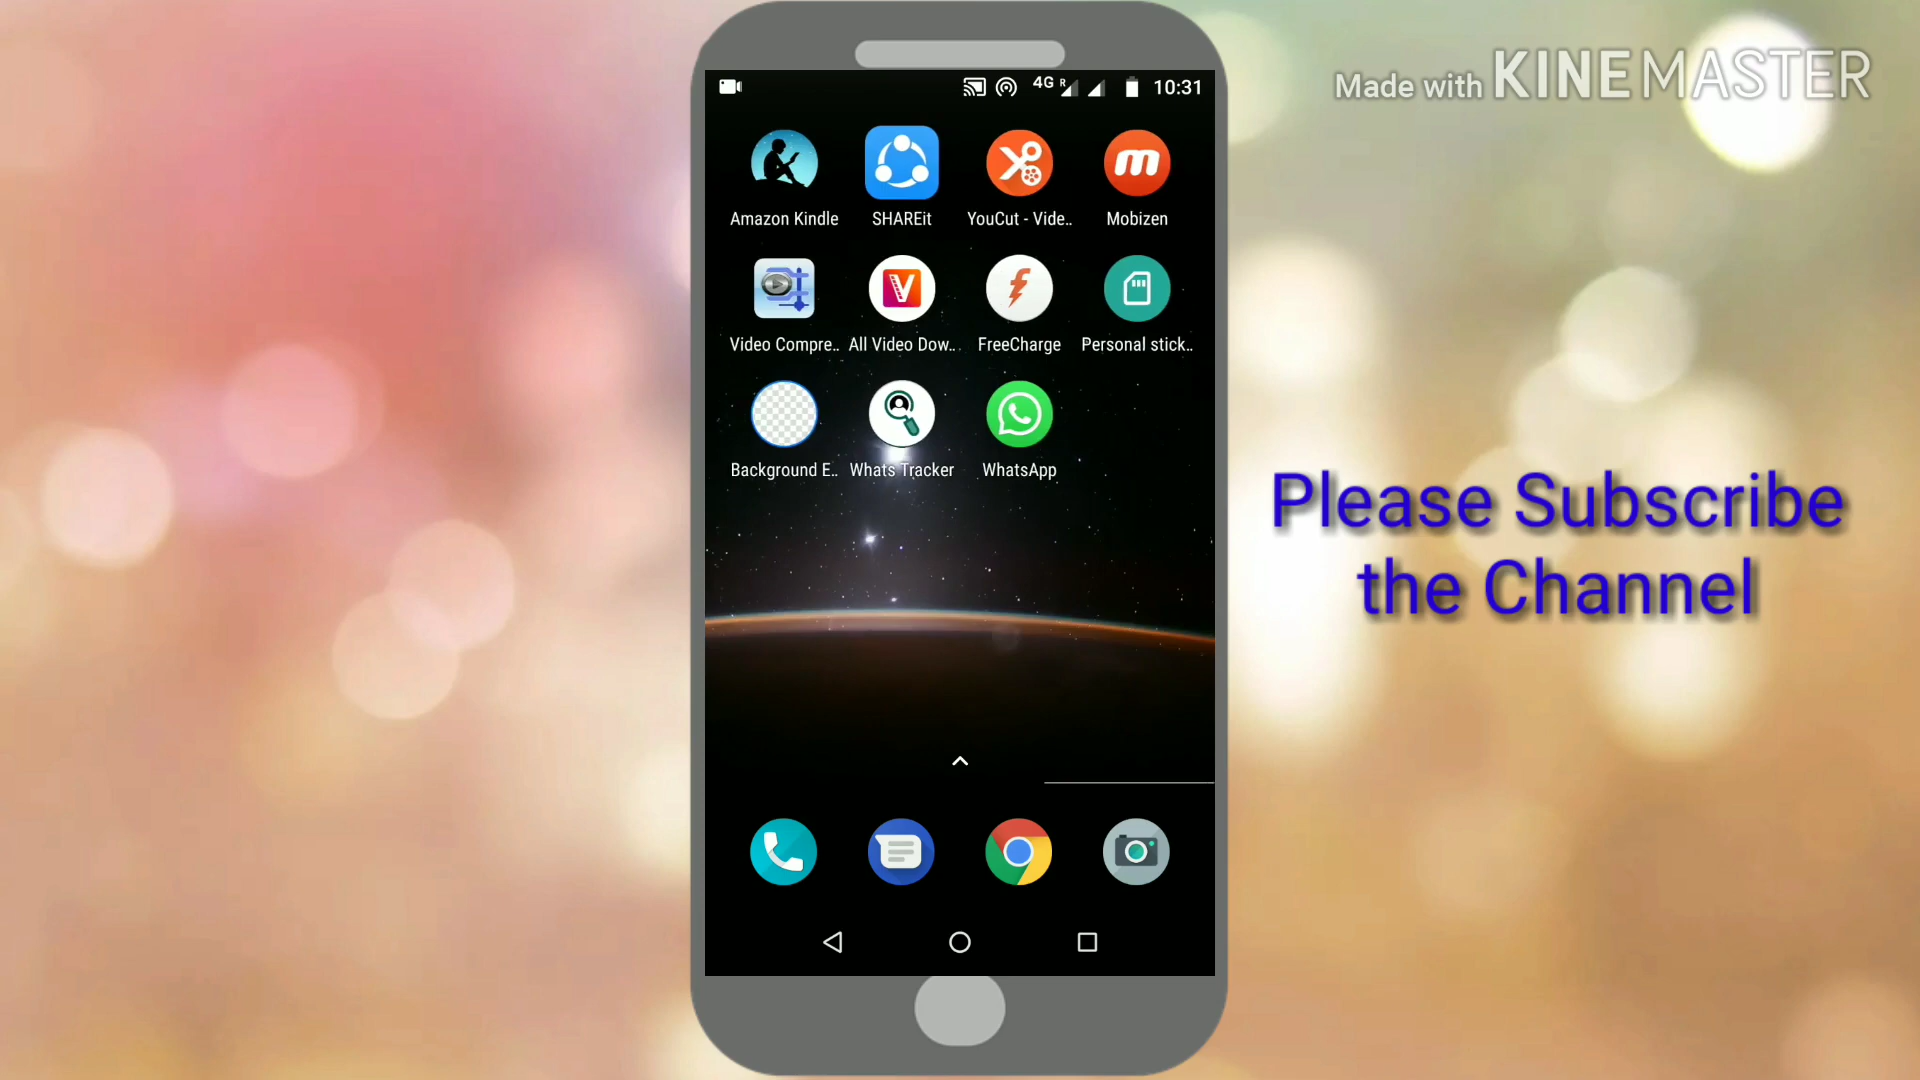 Made with KINEMASTER
4G R 10:31
Amazon Kindle SHAREit YouCut - Vide.. Mobizen
Video Compre.. All Video Dow.. FreeCharge Personal stick..
Background E.. Whats Tracker WhatsApp
Please Subscribe
the Channel